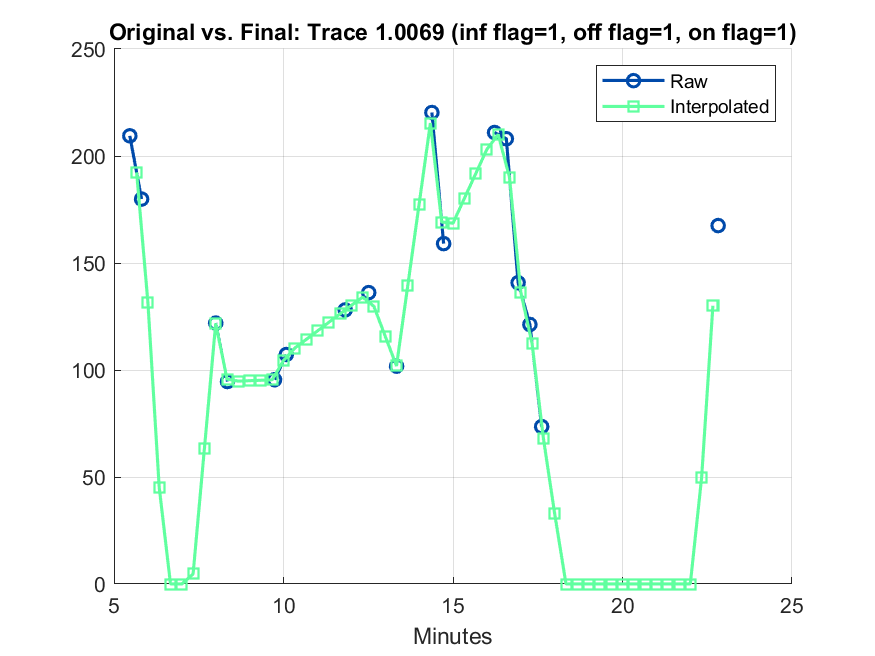 Original vs. Final: Trace 1.0069 (inf flag=1, off flag=1, on flag=1)
250
200
150
100
50
0
Raw
Interpolated
5
10
15
20
25
Minutes